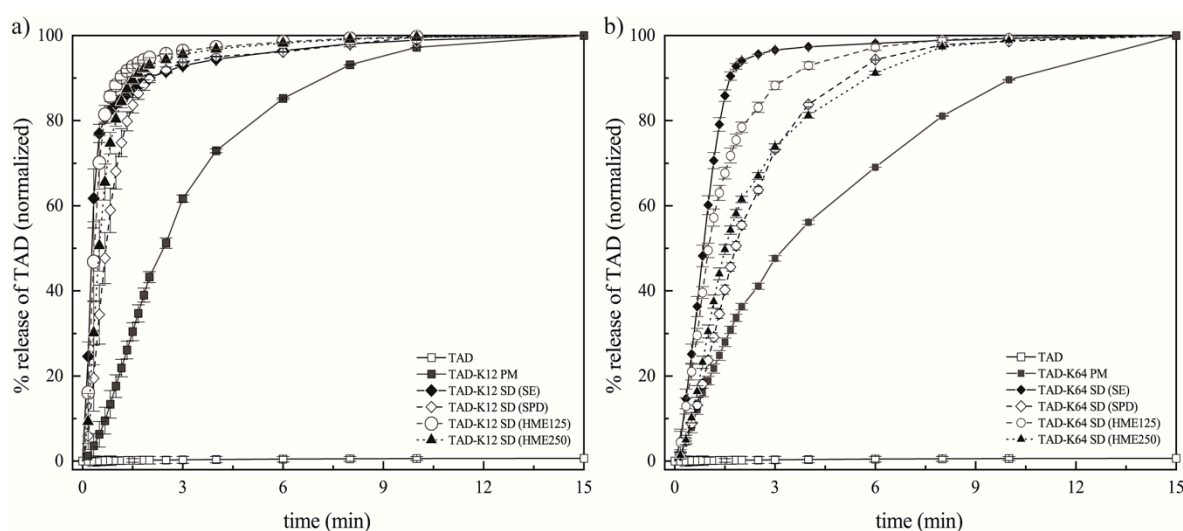 a)
% release of TAD (normalized)
100
80
60
40
20
0
TAD
TAD-K12 PM
TAD-K12 SD (SE)
TAD-K12 SD (SPD)
TAD-K12 SD (HME125)
TAD-K12 SD (HME250)
0 3 6 9 12 15
time (min)
b)
% release of TAD (normalized)
100
80
60
40
20
0
TAD
TAD-K64 PM
TAD-K64 SD (SE)
TAD-K64 SD (SPD)
TAD-K64 SD (HME125)
TAD-K64 SD (HME250)
0 3 6 9 12 15
time (min)